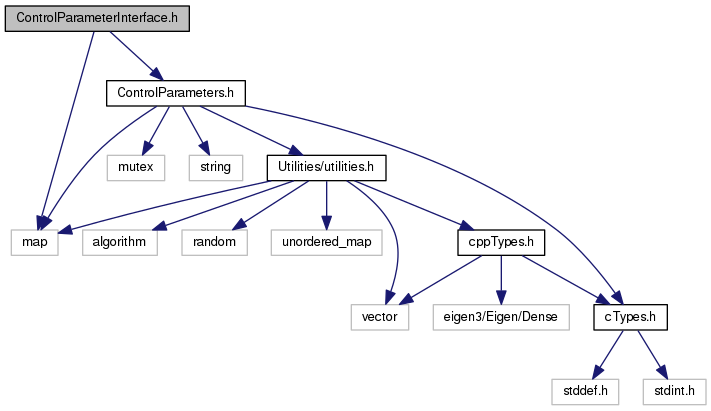 ControlParameterInterface.h
ControlParameters.h
mutex
string
Utilities/utilities.h
map
algorithm
random
unordered_map
cppTypes.h
vector
eigen3/Eigen/Dense
cTypes.h
stddef.h
stdint.h